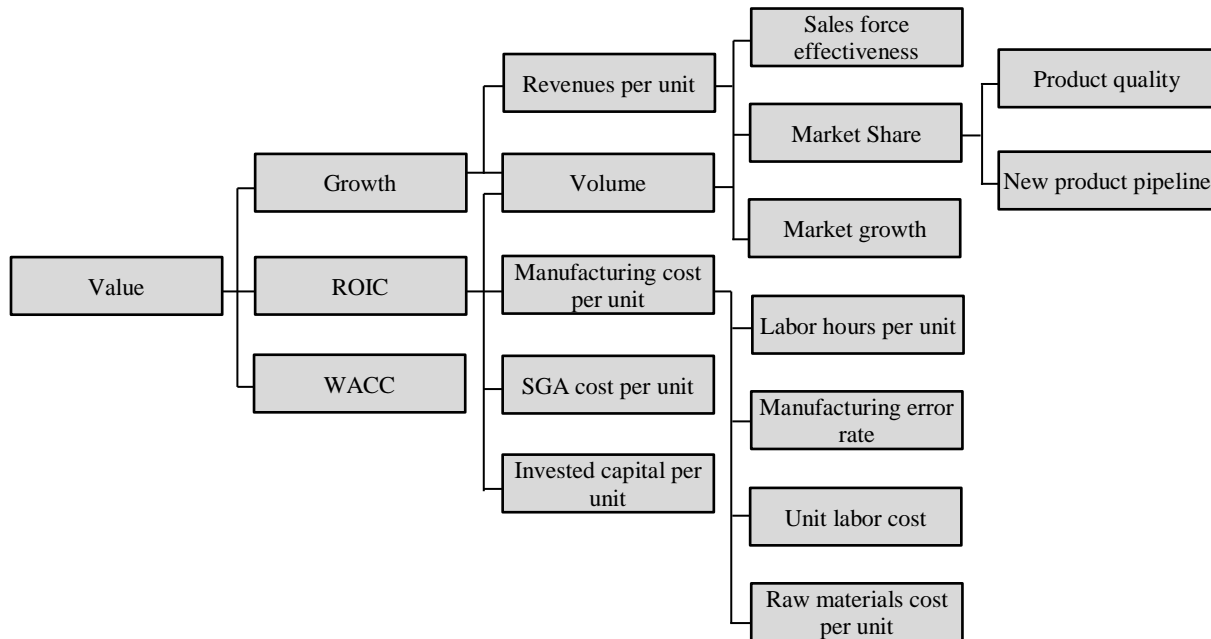 Value
Growth
ROIC
WACC
Revenues per unit
Volume
Manufacturing cost
per unit
SGA cost per unit
Invested capital per
unit
Sales force
effectiveness
Market Share
Market growth
Labor hours per unit
Manufacturing error
rate
Unit labor cost
Raw materials cost
per unit
Product quality
New product pipeline